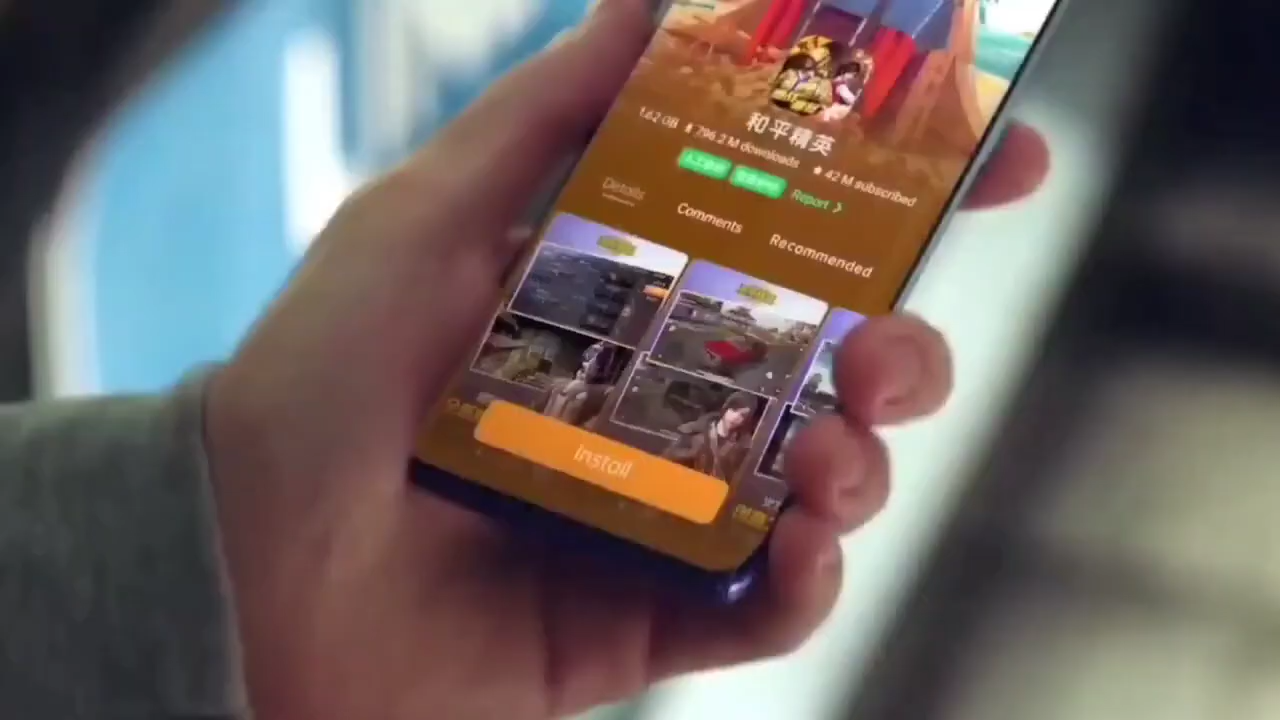 和平精英
1.62 GB 796.2 M downloads ★ 42 M subscribed
Report >
Details Comments Recommended
Install